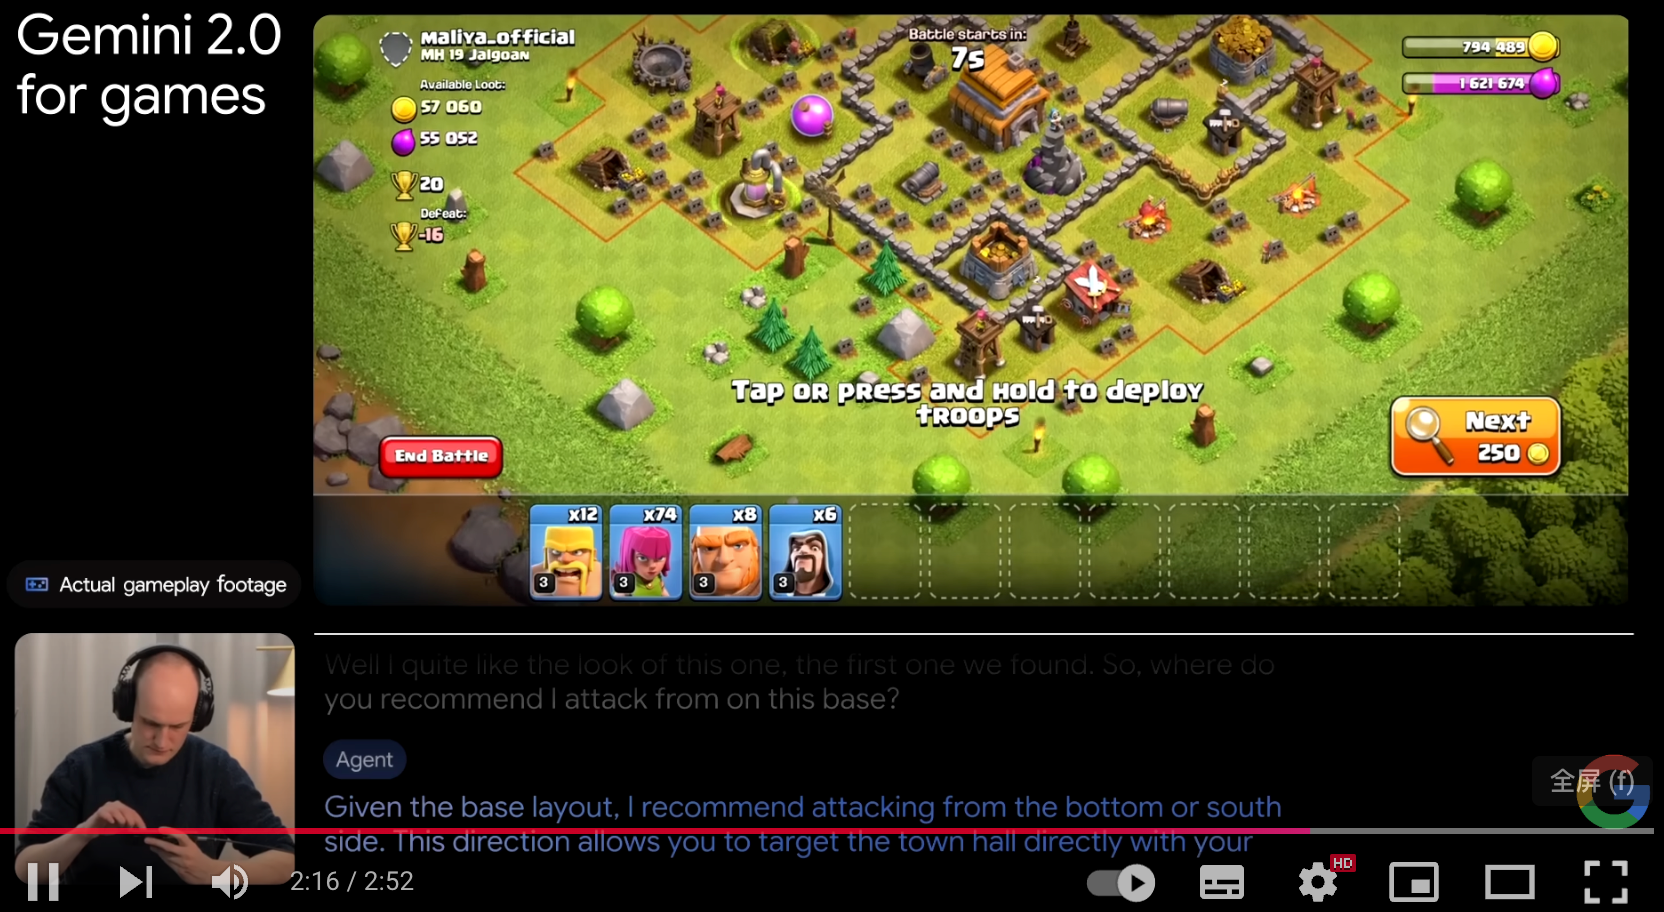 Gemini 2.0
for games
maliya_official
MH 19 Jalgoan
Available Loot:
57 060
55 052
20
Defeat:
-16
Battle starts in:
7s
794 489
1 621 674
Tap or press and hold to deploy
troops
End Battle
Next
250
x12
x74
x8
x6
3
3
3
3
Actual gameplay footage
Well I quite like the look of this one, the first one we found. So, where do
you recommend I attack from on this base?
Agent
Given the base layout, I recommend attacking from the bottom or south
side. This direction allows you to target the town hall directly with your
全屏 (f)
2:16 / 2:52
HD